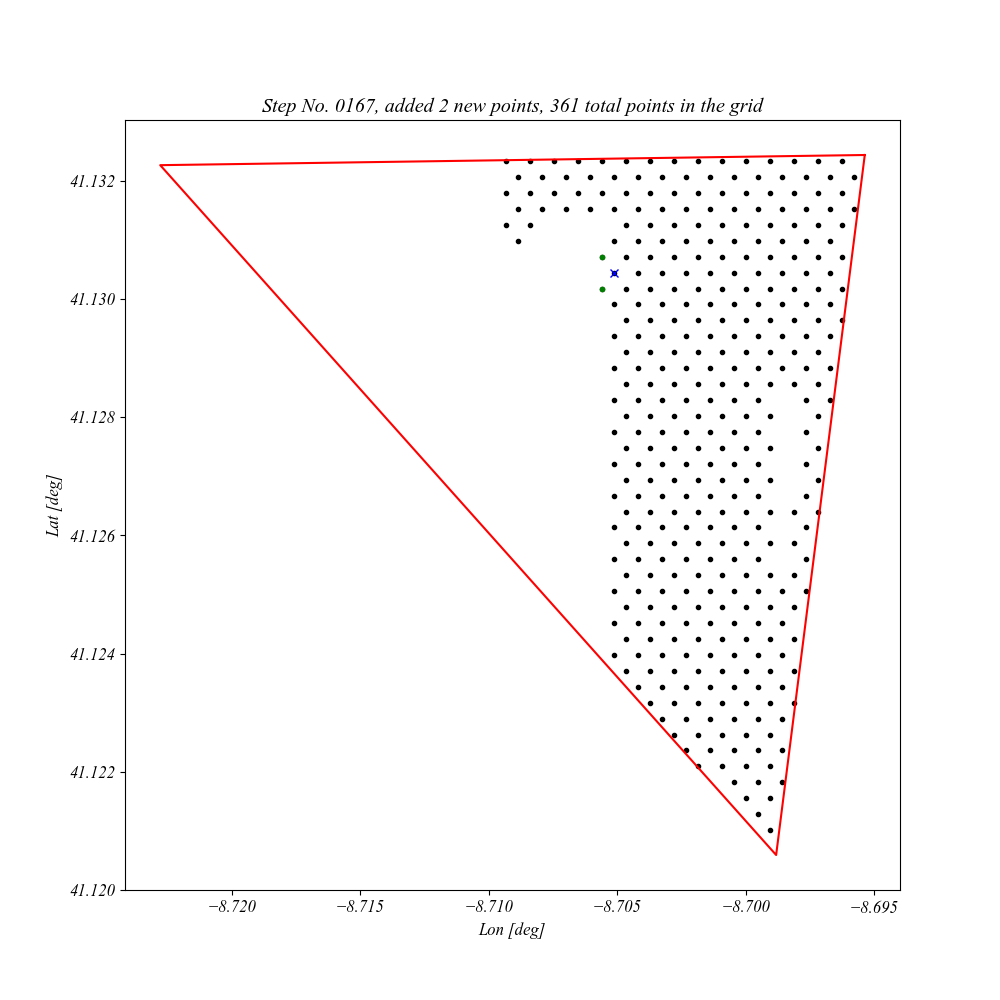 Step No. 0167, added 2 new points, 361 total points in the grid
41.132
41.130
41.128
41.126
41.124
41.122
41.120
Lat [deg]
−8.720 −8.715 −8.710 −8.705 −8.700 −8.695
Lon [deg]